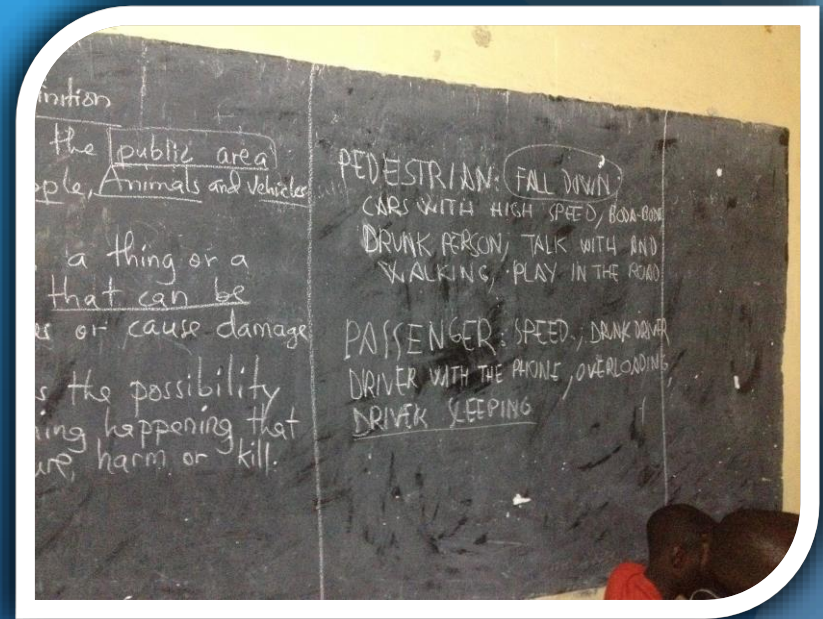 inition
the public area
ople, Animals and Vehicles
a thing or a
that can be
es or cause damage
s the possibility
ing happening that
ure, harm or kill.
PEDESTRIAN: FALL DOWN
CARS WITH HIGH SPEED, BODA-BODA
DRUNK PERSON, TALK WITH AND
WALKING, PLAY IN THE ROAD
PASSENGER: SPEED, DRUNK DRIVER
DRIVER WITH THE PHONE, OVERLOADING,
DRIVER SLEEPING